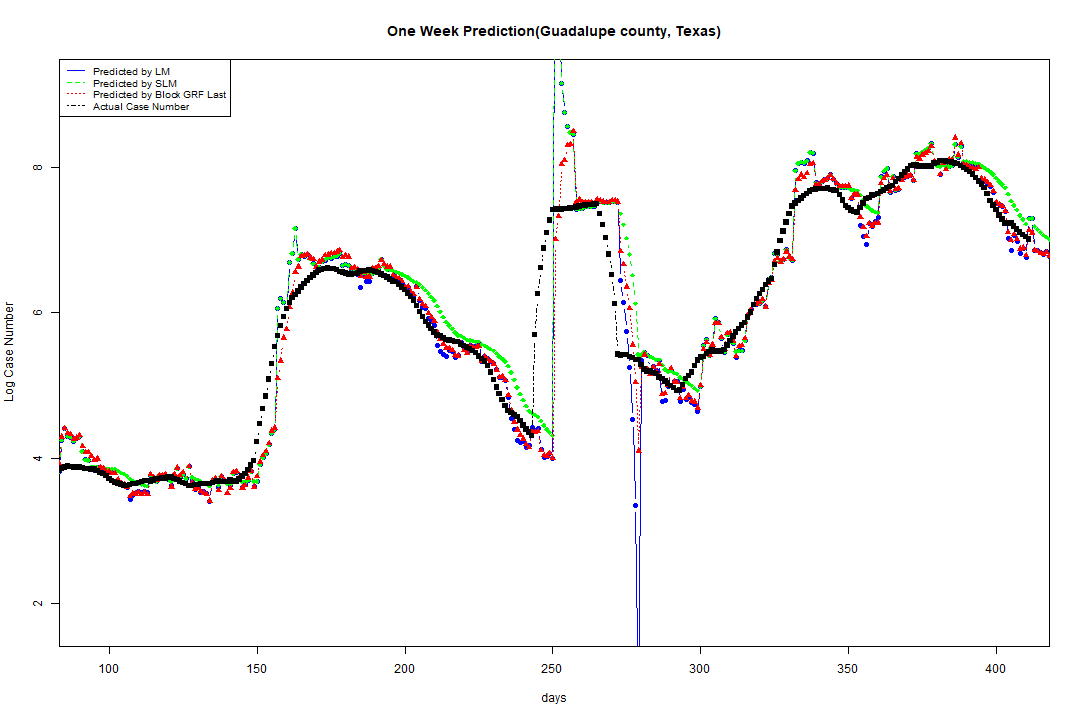 One Week Prediction(Guadalupe county, Texas)
Predicted by LM
Predicted by SLM
Predicted by Block GRF Last
Actual Case Number
Log Case Number
8
6
4
2
100 150 200 250 300 350 400
days